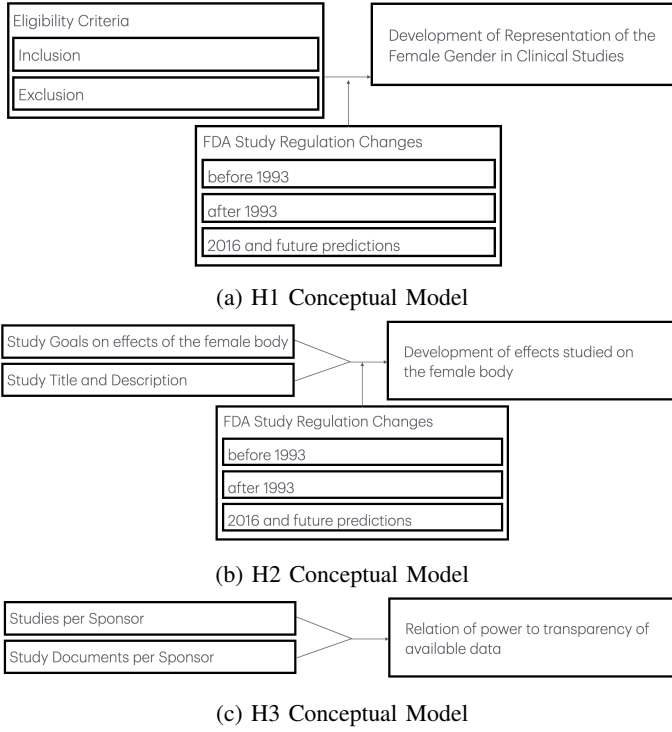 Eligibility Criteria
Inclusion
Exclusion
Development of Representation of the
Female Gender in Clinical Studies
FDA Study Regulation Changes
before 1993
after 1993
2016 and future predictions
(a) H1 Conceptual Model
Study Goals on effects of the female body
Study Title and Description
Development of effects studied on
the female body
FDA Study Regulation Changes
before 1993
after 1993
2016 and future predictions
(b) H2 Conceptual Model
Studies per Sponsor
Study Documents per Sponsor
Relation of power to transparency of
available data
(c) H3 Conceptual Model